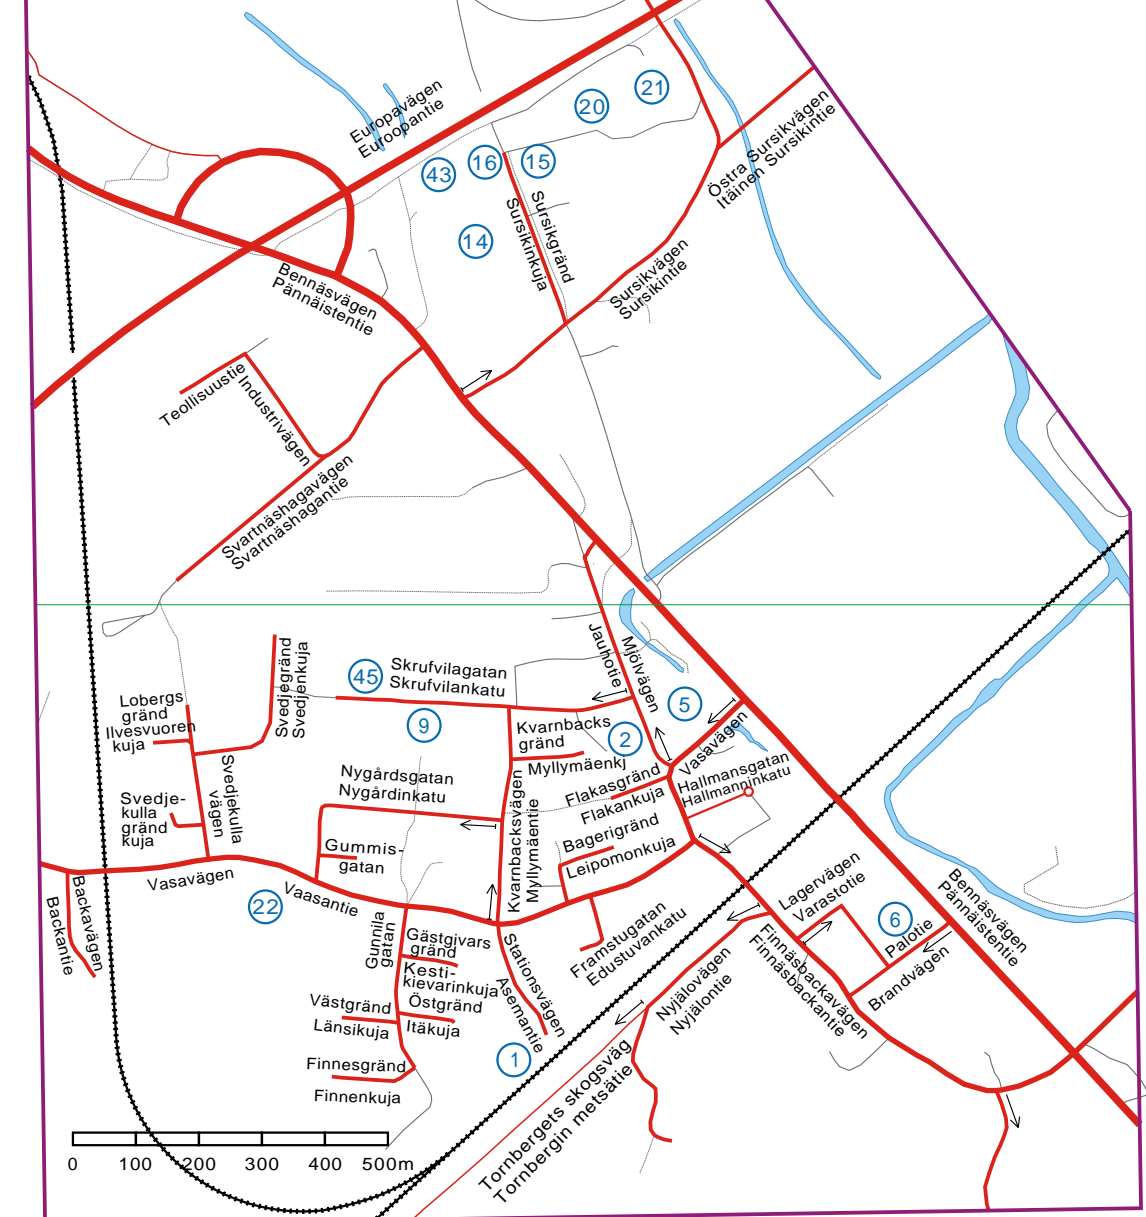 21
20
Europavägen
Euroopantie
Östra Sursikvägen
Itäinen Sursikintie
43
16
15
14
Sursikgränd
Sursikinkuja
Sursikvägen
Sursikintie
Bennäsvägen
Pännäistentie
Teollisuustie
Industrivägen
Svartnäshagavägen
Svartnäshagantie
Svedjegränd
Svedjenkuja
45
Skrufvilagatan
Skrufvilankatu
9
Jauhotie
Mjölvägen
5
2
Vasavägen
Lobergs
gränd
Ilvesvuoren
kuja
Kvarnbacks
gränd
Myllymäenkj
Flakasgränd
Flakankuja
Hallmansgatan
Hallmanninkatu
Svedjekulla
vägen
Svedje-
kulla
gränd
kuja
Nygårdsgatan
Nygårdinkatu
Kvarnbacksvägen
Myllymäentie
Bagerigränd
Leipomonkuja
Gummis-
gatan
Vasavägen
22
Vaasantie
Backavägen
Backantie
Gunnila
gatan
Gästgivars
gränd
Kesti-
kievarinkuja
Östgränd
Itäkuja
Västgränd
Länsikuja
Finnesgränd
Finnenkuja
Stationsvägen
Asemantie
1
Framstugatan
Edustuvankatu
Lagervägen
Varastotie
6
Palotie
Brandvägen
Bennäsvägen
Pännäistentie
Finnäsbackavägen
Finnäsbackantie
Nyjälovägen
Nyjälöntie
Tornbergets skogsväg
Tornbergin metsätie
0 100 200 300 400 500m